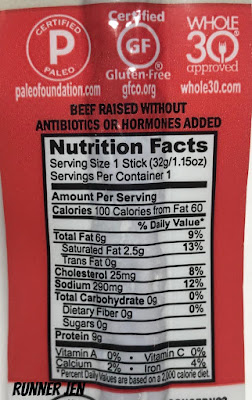 CERTIFIED
P
PALEO
paleofoundation.com
Certified
GF
Gluten-Free
gfco.org
WHOLE
30
approved
whole30.com
BEEF RAISED WITHOUT
ANTIBIOTICS OR HORMONES ADDED
Nutrition Facts
Serving Size 1 Stick (32g/1.15oz)
Servings Per Container 1
Amount Per Serving
Calories 100 Calories from Fat 60
% Daily Value*
Total Fat 6g 9%
Saturated Fat 2.5g 13%
Trans Fat 0g
Cholesterol 25mg 8%
Sodium 290mg 12%
Total Carbohydrate 0g 0%
Dietary Fiber 0g 0%
Sugars 0g
Protein 9g
Vitamin A 0% • Vitamin C 0%
Calcium 2% • Iron 4%
*Percent Daily Values are based on a 2,000 calorie diet.
RUNNER JEN